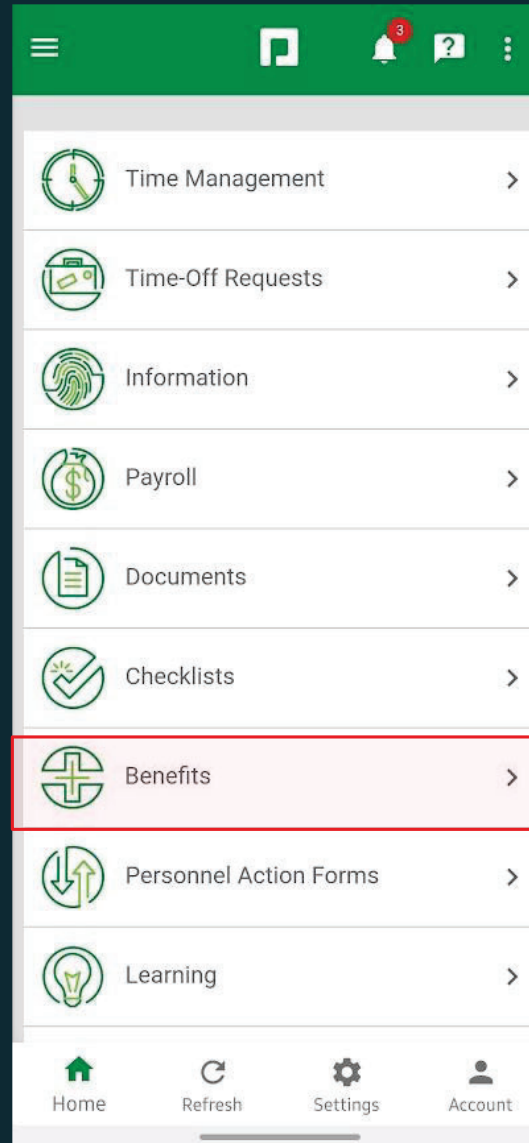 3
?
Time Management
Time-Off Requests
Information
$
Payroll
Documents
Checklists
Benefits
Personnel Action Forms
Learning
Home Refresh Settings Account